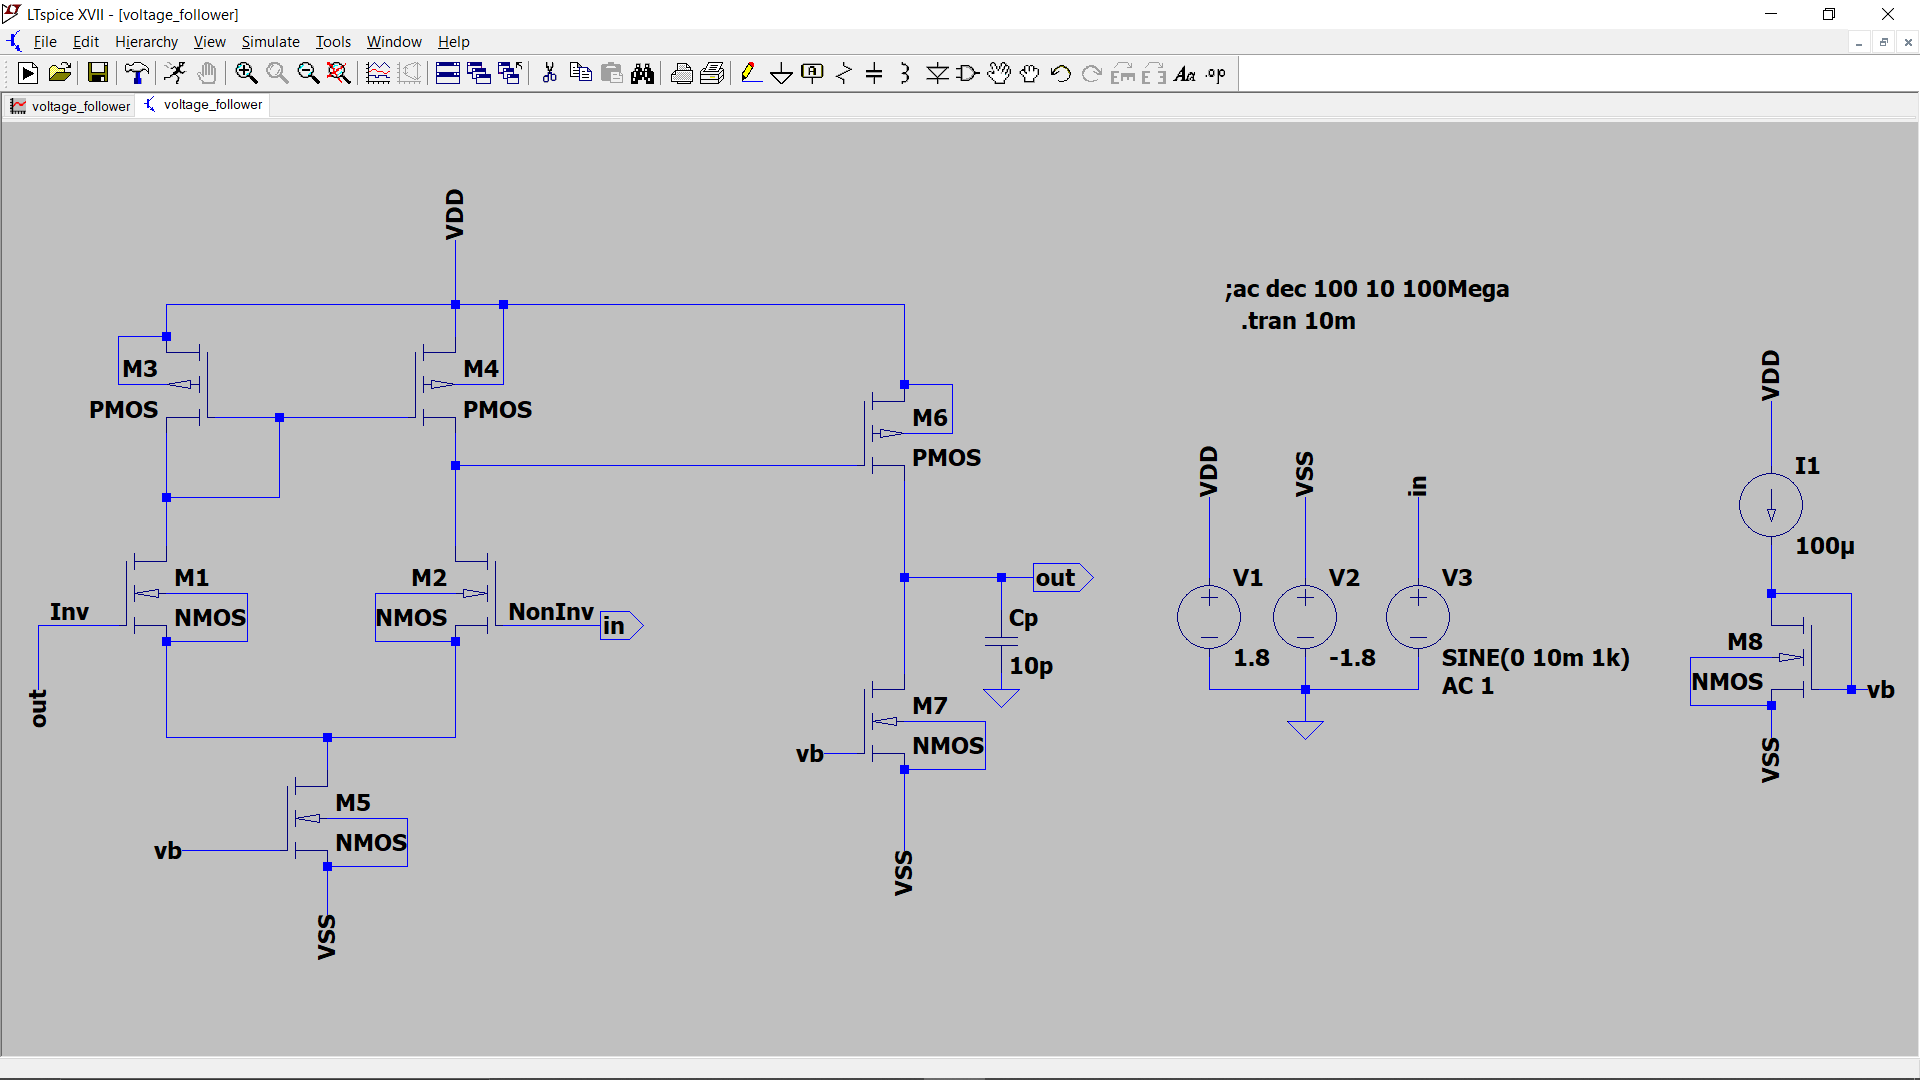 LTspice XVII - [voltage_follower]
File Edit Hierarchy View Simulate Tools Window Help
.op
voltage_follower voltage_follower
VDD
;ac dec 100 10 100Mega
.tran 10m
M3
PMOS
M4
PMOS
M6
PMOS
VDD
I1
100µ
VDD
VSS
in
M1
NMOS
Inv
M2
NMOS
NonInv
in
out
out
Cp
10p
V1
1.8
V2
-1.8
V3
SINE(0 10m 1k)
AC 1
M8
NMOS
vb
VSS
M7
NMOS
vb
VSS
M5
NMOS
vb
VSS